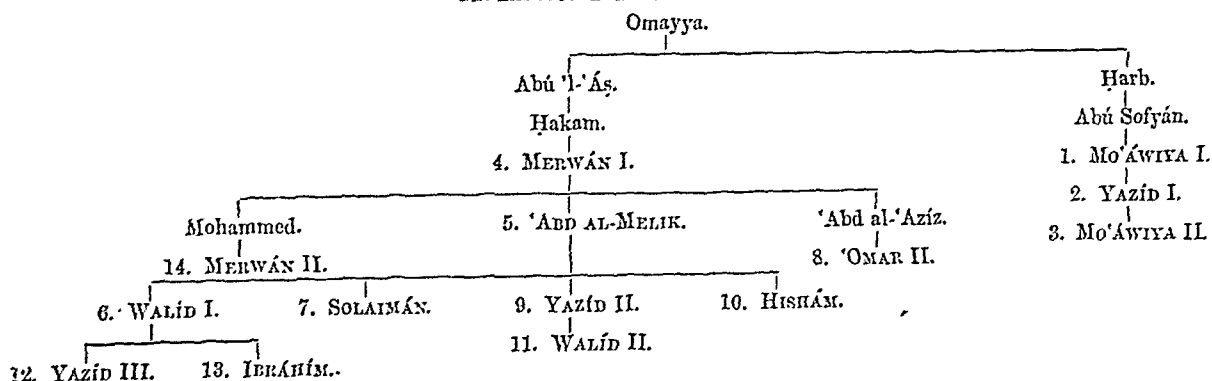 Omayya.
Abú 'l-‘Áṣ. Ḥarb.
Ḥakam. Abú Sofyán.
4. MERWÁN I. 1. MO‘ÁWIYA I.
2. YAZÍD I.
Mohammed. 5. ‘ABD AL-MELIK. ‘Abd al-‘Azíz. 3. MO‘ÁWIYA II.
14. MERWÁN II. 8. ‘OMAR II.
6. WALÍD I. 7. SOLAIMÁN. 9. YAZÍD II. 10. HISHÁM.
11. WALÍD II.
12. YAZÍD III. 13. IBRÁHÍM.